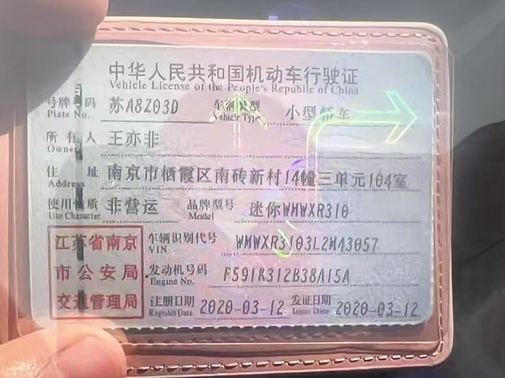 中华人民共和国机动车行驶证
Vehicle License of the People's Republic of China
号牌号码 苏A8Z03D 车辆类型 小型轿车
Plate No. Vehicle Type
所有人 王亦非
Owner
住址 南京市栖霞区南砖新村14幢三单元104室
Address
使用性质 非营运 品牌型号 迷你WMWXR310
Use Character Model
江苏省南京 车辆识别代号 WMWXR3103L2M43057
VIN
市公安局 发动机号码 F591K312B38A15A
Engine No.
交通管理局 注册日期 2020-03-12 发证日期 2020-03-12
Register Date Issue Date